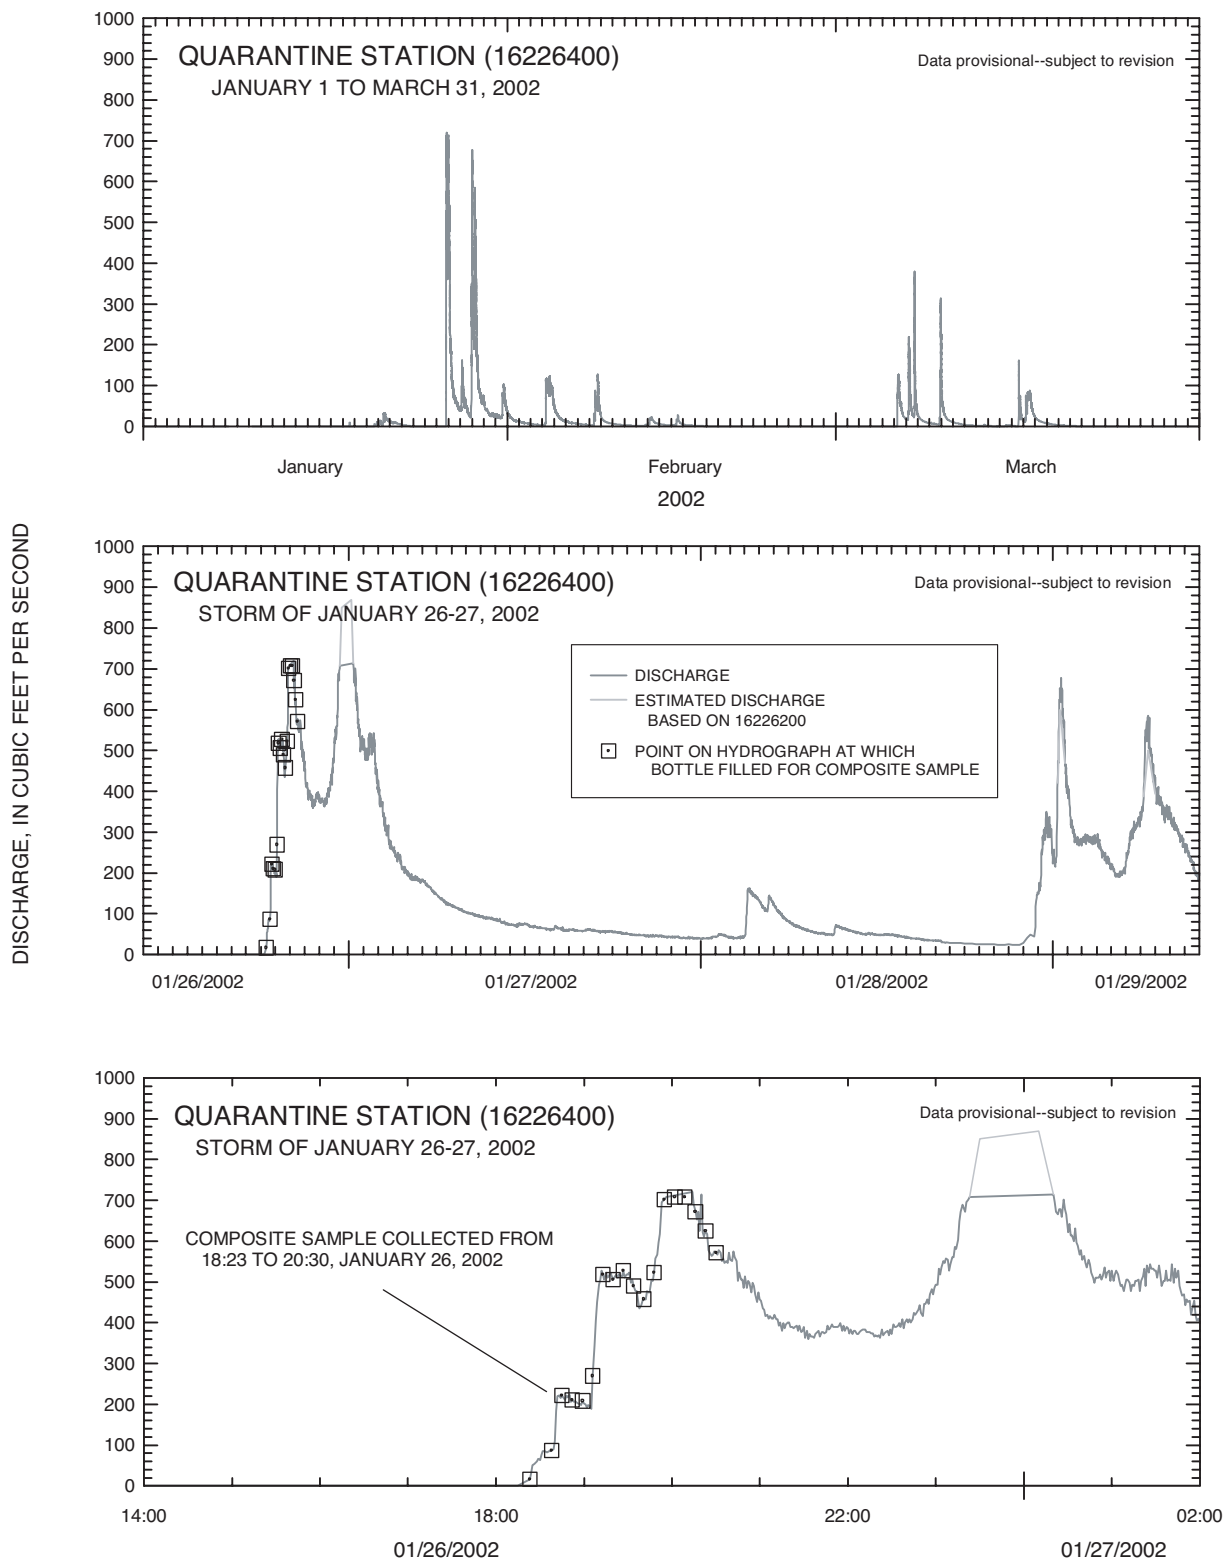 DISCHARGE, IN CUBIC FEET PER SECOND
1000
900
800
700
600
500
400
300
200
100
0
QUARANTINE STATION (16226400)
JANUARY 1 TO MARCH 31, 2002
Data provisional--subject to revision
January
February
March
2002
1000
900
800
700
600
500
400
300
200
100
0
QUARANTINE STATION (16226400)
STORM OF JANUARY 26-27, 2002
Data provisional--subject to revision
DISCHARGE
ESTIMATED DISCHARGE
BASED ON 16226200
POINT ON HYDROGRAPH AT WHICH
BOTTLE FILLED FOR COMPOSITE SAMPLE
01/26/2002
01/27/2002
01/28/2002
01/29/2002
1000
900
800
700
600
500
400
300
200
100
0
QUARANTINE STATION (16226400)
STORM OF JANUARY 26-27, 2002
Data provisional--subject to revision
COMPOSITE SAMPLE COLLECTED FROM
18:23 TO 20:30, JANUARY 26, 2002
14:00
18:00
22:00
02:00
01/26/2002
01/27/2002